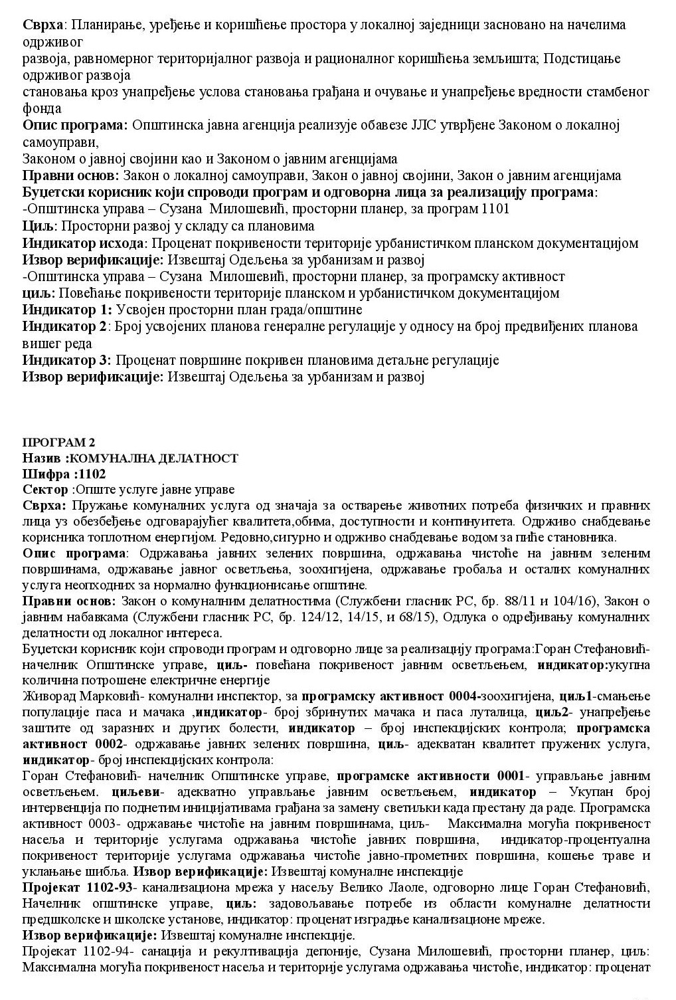 Сврха: Планирање, уређење и коришћење простора у локалној заједници засновано на начелима
одрживог
развоја, равномерног територијалног развоја и рационалног коришћења земљишта; Подстицање
одрживог развоја
становања кроз унапређење услова становања грађана и очување и унапређење вредности стамбеног
фонда
Опис програма: Општинска јавна агенција реализује обавезе ЈЛС утврђене Законом о локалној
самоуправи,
Законом о јавној својини као и Законом о јавним агенцијама
Правни основ: Закон о локалној самоуправи, Закон о јавној својини, Закон о јавним агенцијама
Буџетски корисник који спроводи програм и одговорна лица за реализацију програма:
-Општинска управа – Сузана  Милошевић, просторни планер, за програм 1101
Циљ: Просторни развој у складу са плановима
Индикатор исхода: Проценат покривености територије урбанистичком планском документацијом
Извор верификације: Извештај Одељења за урбанизам и развој
-Општинска управа – Сузана  Милошевић, просторни планер, за програмску активност
циљ: Повећање покривености територије планском и урбанистичком документацијом
Индикатор 1: Усвојен просторни план града/општине
Индикатор 2: Број усвојених планова генералне регулације у односу на број предвиђених планова
вишег реда
Индикатор 3: Проценат површине покривен плановима детаљне регулације
Извор верификације: Извештај Одељења за урбанизам и развој
ПРОГРАМ 2
Назив :КОМУНАЛНА ДЕЛАТНОСТ
Шифра :1102
Сектор :Опште услуге јавне управе
Сврха: Пружање комуналних услуга од значаја за остварење животних потреба физичких и правних
лица уз обезбеђење одговарајућег квалитета,обима, доступности и континуитета. Одрживо снабдевање
корисника топлотном енергијом. Редовно,сигурно и одрживо снабдевање водом за пиће становника.
Опис програма: Одржавања јавних зелених површина, одржавања чистоће на јавним зеленим
површинама, одржавање јавног осветљења, зоохигијена, одржавање гробаља и осталих комуналних
услуга неопходних за нормално функционисање општине.
Правни основ: Закон о комуналним делатностима (Службени гласник РС, бр. 88/11 и 104/16), Закон о
јавним набавкама (Службени гласник РС, бр. 124/12, 14/15, и 68/15), Одлука о одређивању комуналних
делатности од локалног интереса.
Буџетски корисник који спроводи програм и одговорно лице за реализацију програма:Горан Стефановић-
начелник Општинске управе, циљ- повећана покривеност јавним осветљењем, индикатор:укупна
количина потрошене електричне енергије
Живорад Марковић- комунални инспектор, за програмску активност 0004-зоохигијена, циљ1-смањење
популације паса и мачака ,индикатор- број збринутих мачака и паса луталица, циљ2- унапређење
заштите од заразних и других болести, индикатор – број инспекцијских контрола; програмска
активност 0002- одржавање јавних зелених површина, циљ- адекватан квалитет пружених услуга,
индикатор- број инспекцијских контрола:
Горан Стефановић- начелник Општинске управе, програмске активности 0001- управљање јавним
осветљењем. циљеви- адекватно управљање јавним осветљењем, индикатор – Укупан број
интервенција по поднетим иницијативама грађана за замену светиљки када престану да раде. Програмска
активност 0003- одржавање чистоће на јавним површинама, циљ-   Максимална могућа покривеност
насеља и територије услугама одржавања чистоће јавних површина,   индикатор-процентуална
покривеност територије услугама одржавања чистоће јавно-прометних површина, кошење траве и
уклањање шибља. Извор верификације: Извештај комуналне инспекције
Пројекат 1102-93- канализациона мрежа у насељу Велико Лаоле, одговорно лице Горан Стефановић,
Начелник општинске управе, циљ: задовољавање потребе из области комуналне делатности
предшколске и школске установе, индикатор: проценат изградње канализационе мреже.
Извор верификације: Извештај комуналне инспекције.
Пројекат 1102-94- санација и рекултивација депоније, Сузана Милошевић, просторни планер, циљ:
Максимална могућа покривеност насеља и територије услугама одржавања чистоће, индикатор: проценат